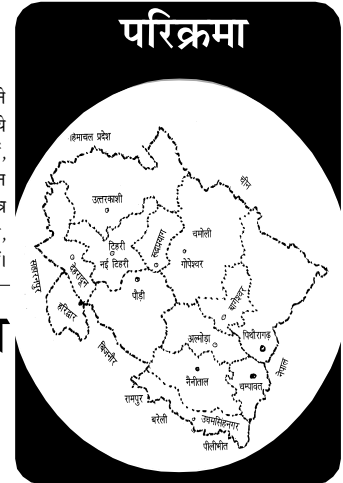 परिक्रमा
हिमाचल प्रदेश
चीन
उत्तरकाशी
चमोली
टिहरी
नई टिहरी
रूद्रप्रयाग
गोपेश्वर
देहरादून
सहारनपुर
हरिद्वार
पौड़ी
बागेश्वर
बिजनौर
अल्मोड़ा
पिथौरागढ़
नैनीताल
चम्पावत
नेपाल
रामपुर
बरेली
उधमसिंहनगर
पीलीभीत